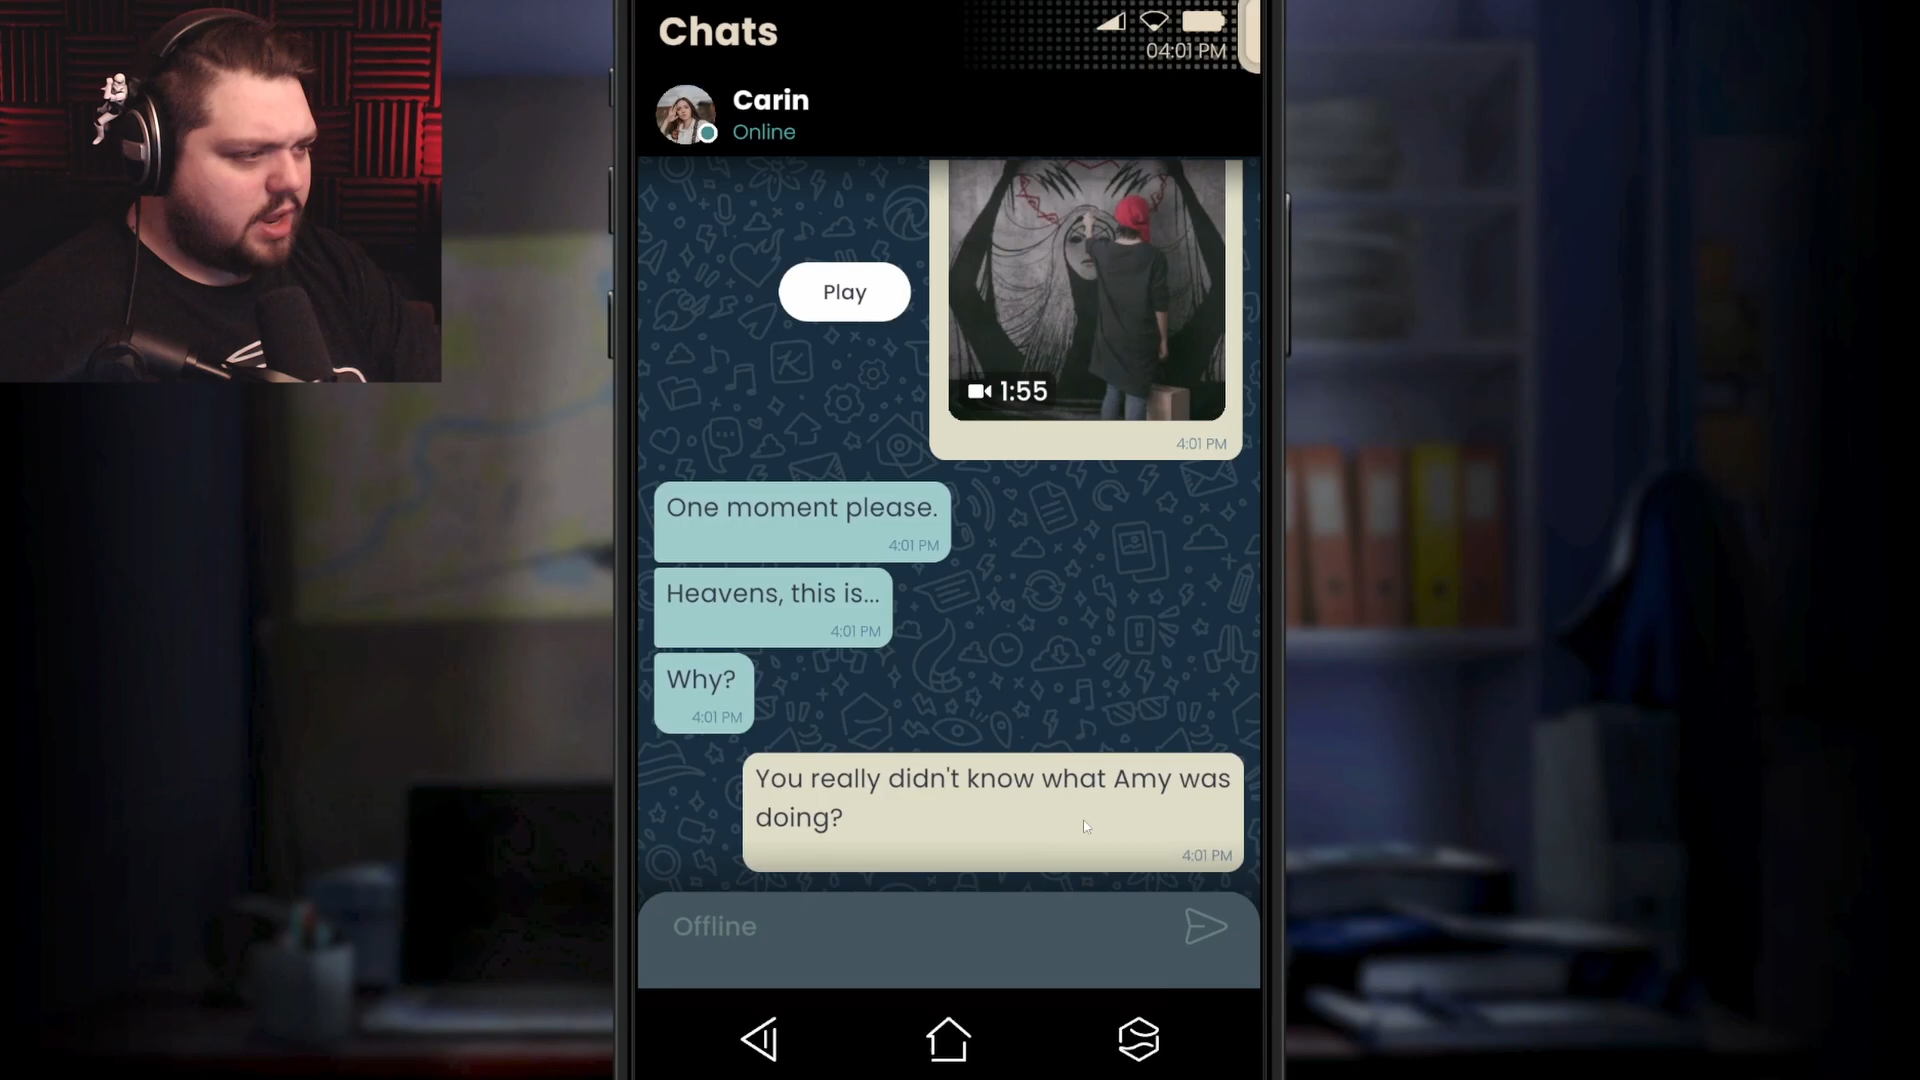 Chats
04:01 PM
Carin
Online
Play
1:55
4:01 PM
One moment please.
4:01 PM
Heavens, this is...
4:01 PM
Why?
4:01 PM
You really didn't know what Amy was
doing?
4:01 PM
Offline